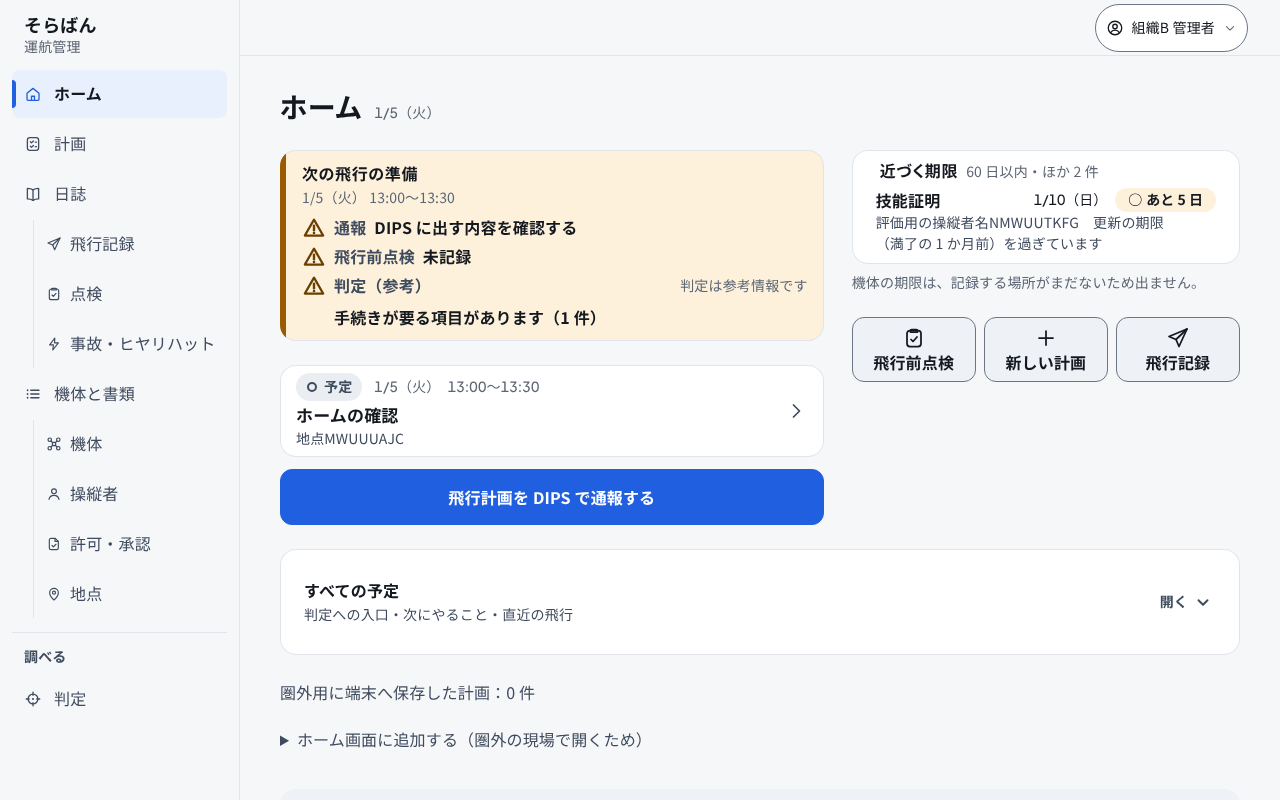 そらばん
運航管理
ホーム
計画
日誌
飛行記録
点検
事故・ヒヤリハット
機体と書類
機体
操縦者
許可・承認
地点
調べる
判定
組織B 管理者
ホーム 1/5（火）
次の飛行の準備
1/5（火） 13:00〜13:30
通報 DIPS に出す内容を確認する
飛行前点検 未記録
判定（参考） 判定は参考情報です
手続きが要る項目があります（1 件）
予定 1/5（火） 13:00〜13:30
ホームの確認
地点MWUUUAJC
飛行計画を DIPS で通報する
近づく期限 60 日以内・ほか 2 件
技能証明 1/10（日） あと 5 日
評価用の操縦者名NMWUUTKFG 更新の期限
（満了の 1 か月前）を過ぎています
機体の期限は、記録する場所がまだないため出ません。
飛行前点検
新しい計画
飛行記録
すべての予定
判定への入口・次にやること・直近の飛行
開く
圏外用に端末へ保存した計画：0 件
ホーム画面に追加する（圏外の現場で開くため）